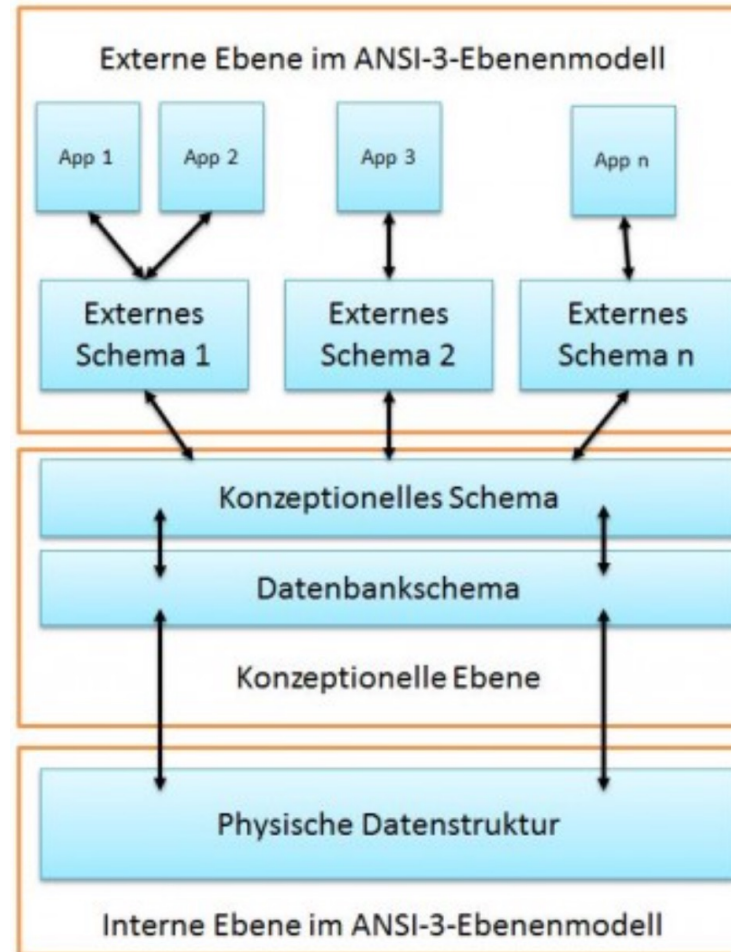 Externe Ebene im ANSI-3-Ebenenmodell
App 1
App 2
App 3
App n
Externes
Schema 1
Externes
Schema 2
Externes
Schema n
Konzeptionelles Schema
Datenbankschema
Konzeptionelle Ebene
Physische Datenstruktur
Interne Ebene im ANSI-3-Ebenenmodell